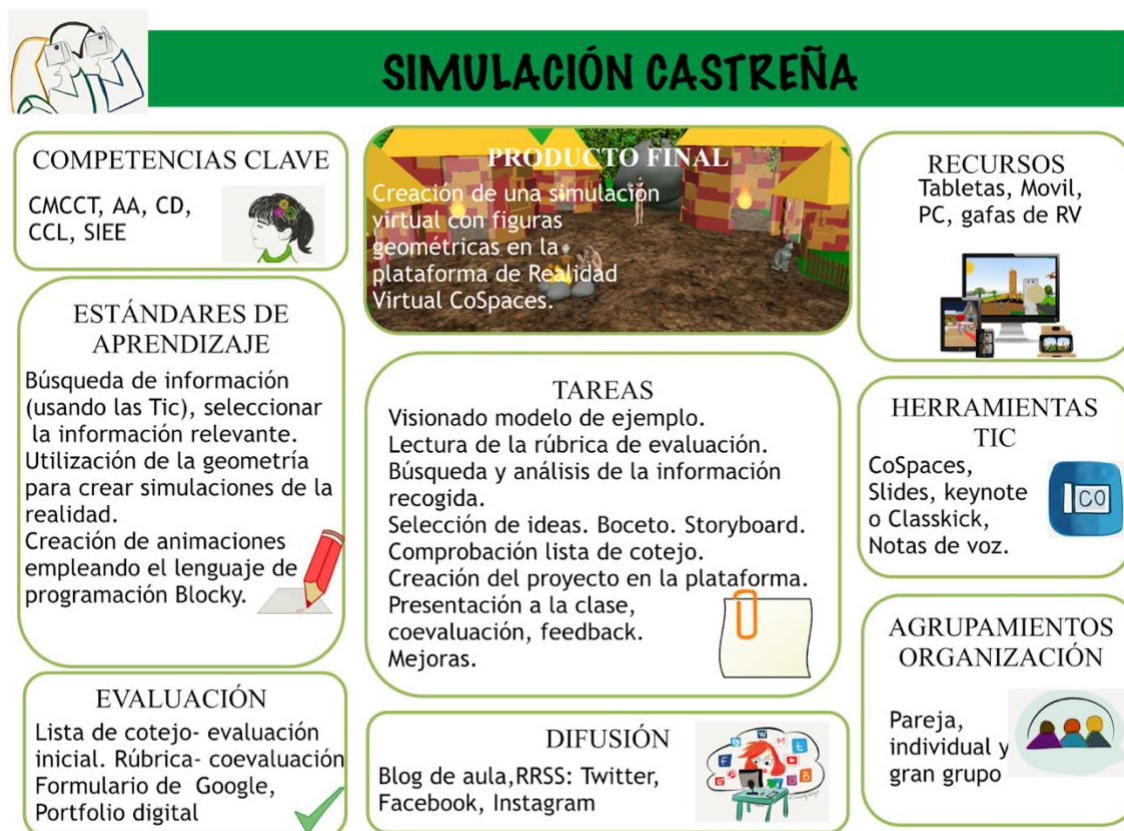 SIMULACIÓN CASTREÑA
COMPETENCIAS CLAVE
CMCCT, AA, CD,
CCL, SIEE
PRODUCTO FINAL
Creación de una simulación
virtual con figuras
geométricas en la
plataforma de Realidad
Virtual CoSpaces.
RECURSOS
Tabletas, Movil,
PC, gafas de RV
ESTÁNDARES DE
APRENDIZAJE
Búsqueda de información
(usando las Tic), seleccionar
la información relevante.
Utilización de la geometría
para crear simulaciones de la
realidad.
Creación de animaciones
empleando el lenguaje de
programación Blocky.
TAREAS
Visionado modelo de ejemplo.
Lectura de la rúbrica de evaluación.
Búsqueda y análisis de la información
recogida.
Selección de ideas. Boceto. Storyboard.
Comprobación lista de cotejo.
Creación del proyecto en la plataforma.
Presentación a la clase,
coevaluación, feedback.
Mejoras.
HERRAMIENTAS
TIC
CoSpaces,
Slides, keynote
o Classkick,
Notas de voz.
CO
AGRUPAMIENTOS
ORGANIZACIÓN
Pareja,
individual y
gran grupo
EVALUACIÓN
Lista de cotejo- evaluación
inicial. Rúbrica- coevaluación
Formulario de Google,
Portfolio digital
DIFUSIÓN
Blog de aula,RRSS: Twitter,
Facebook, Instagram